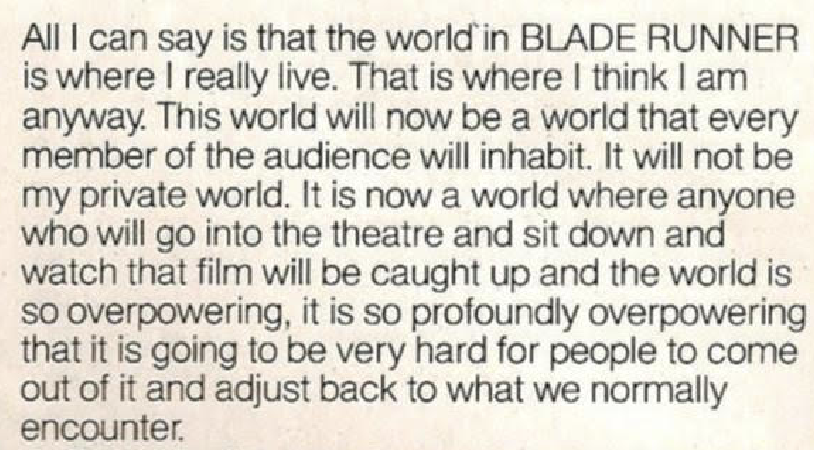 All I can say is that the world in BLADE RUNNER
is where I really live. That is where I think I am
anyway. This world will now be a world that every
member of the audience will inhabit. It will not be
my private world. It is now a world where anyone
who will go into the theatre and sit down and
watch that film will be caught up and the world is
so overpowering, it is so profoundly overpowering
that it is going to be very hard for people to come
out of it and adjust back to what we normally
encounter.